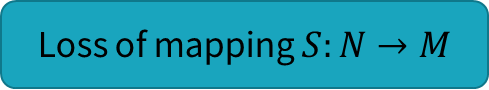 Loss of mapping 𝑆: 𝑁 → 𝑀